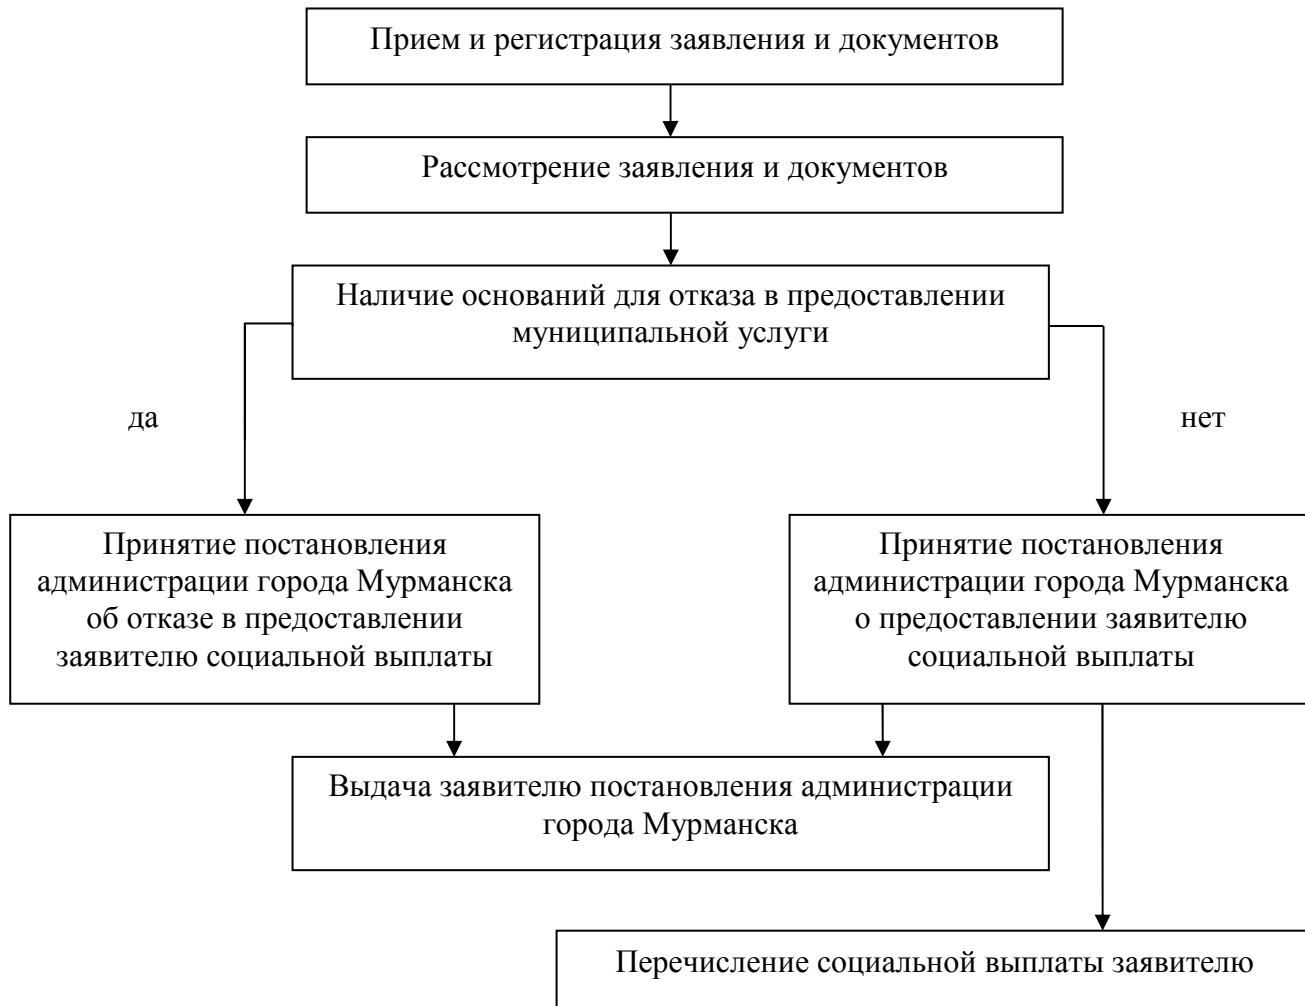 Прием и регистрация заявления и документов
Рассмотрение заявления и документов
Наличие оснований для отказа в предоставлении
муниципальной услуги
да
нет
Принятие постановления
администрации города Мурманска
об отказе в предоставлении
заявителю социальной выплаты
Принятие постановления
администрации города Мурманска
о предоставлении заявителю
социальной выплаты
Выдача заявителю постановления администрации
города Мурманска
Перечисление социальной выплаты заявителю